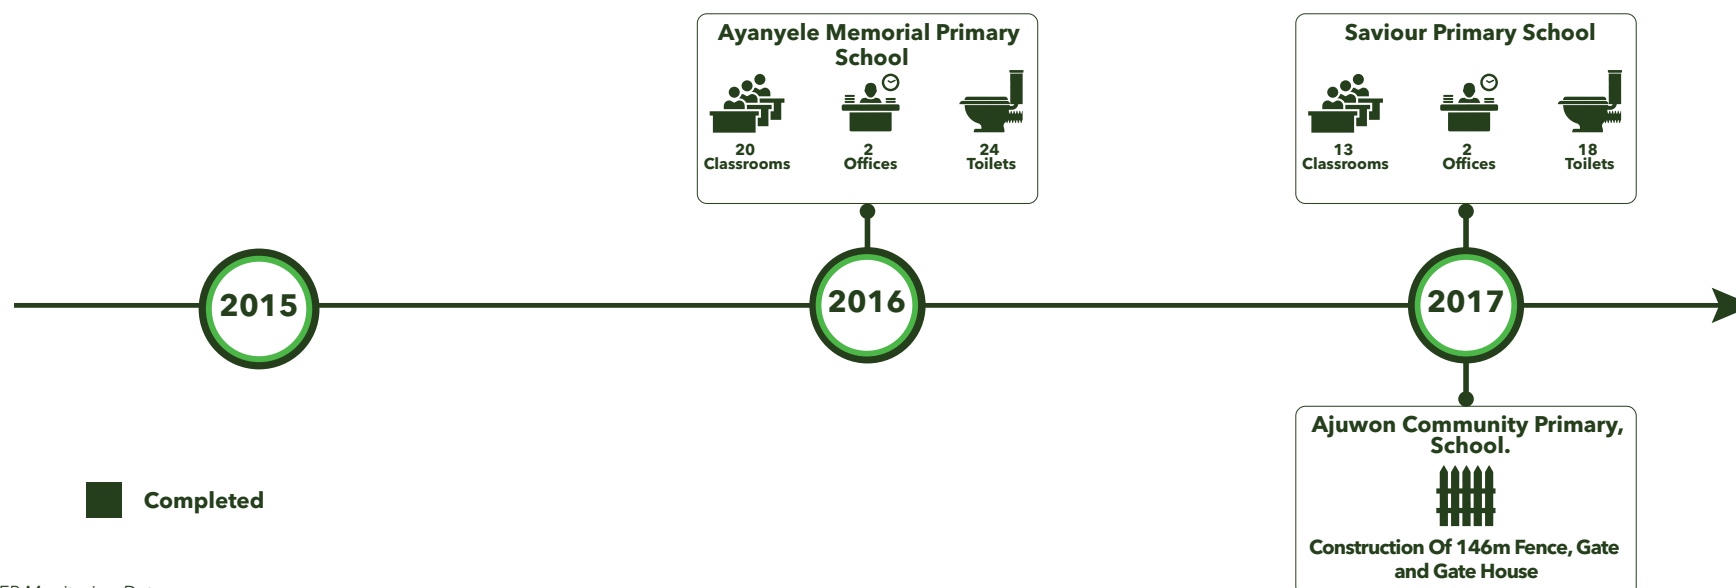 Ayanyele Memorial Primary
School
20
Classrooms
2
Offices
24
Toilets
Saviour Primary School
13
Classrooms
2
Offices
18
Toilets
2015
2016
2017
Ajuwon Community Primary,
School.
Construction Of 146m Fence, Gate
and Gate House
Completed